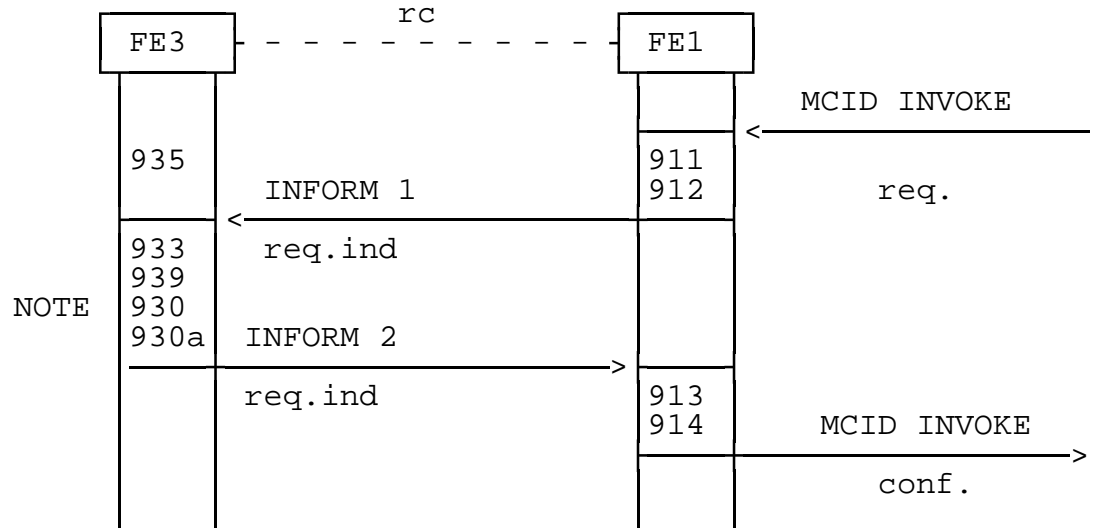 rc
FE3 FE1
MCID INVOKE
935 911
INFORM 1 912 req.
933 req.ind
939
NOTE 930
930a INFORM 2
req.ind 913
914 MCID INVOKE
conf.